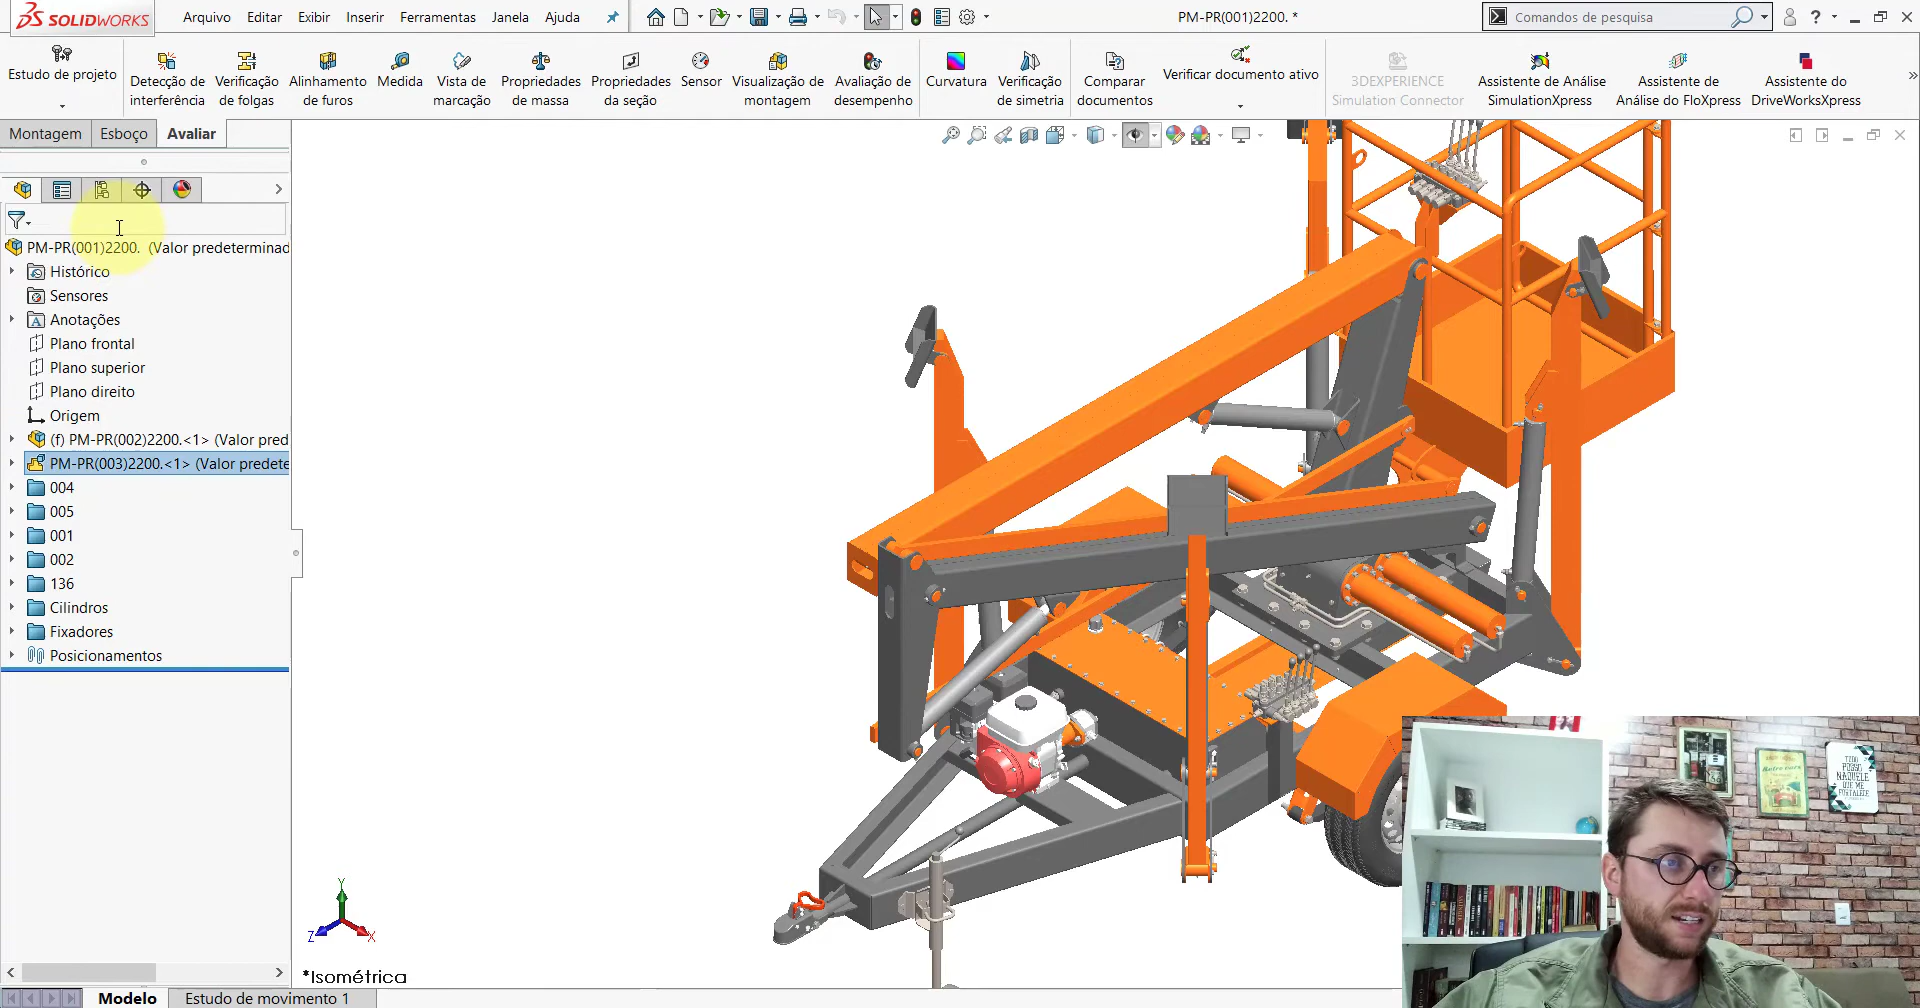 SOLIDWORKS
Arquivo Editar Exibir Inserir Ferramentas Janela Ajuda
PM-PR(001)2200. *
Comandos de pesquisa
?
Estudo de projeto
Detecção de interferência
Verificação de folgas
Alinhamento de furos
Medida
Vista de marcação
Propriedades de massa
Propriedades da seção
Sensor
Visualização de montagem
Avaliação de desempenho
Curvatura
Verificação de simetria
Comparar documentos
Verificar documento ativo
3DEXPERIENCE Simulation Connector
Assistente de Análise SimulationXpress
Assistente de Análise do FloXpress
Assistente do DriveWorksXpress
Montagem Esboço Avaliar
PM-PR(001)2200. (Valor predeterminad
Histórico
Sensores
Anotações
Plano frontal
Plano superior
Plano direito
Origem
(f) PM-PR(002)2200.<1> (Valor pred
PM-PR(003)2200.<1> (Valor predete
004
005
001
002
136
Cilindros
Fixadores
Posicionamentos
Y
Z
X
*Isométrica
TUDO
POSSO
NAQUELE
QUE ME
FORTALECE
Modelo Estudo de movimento 1